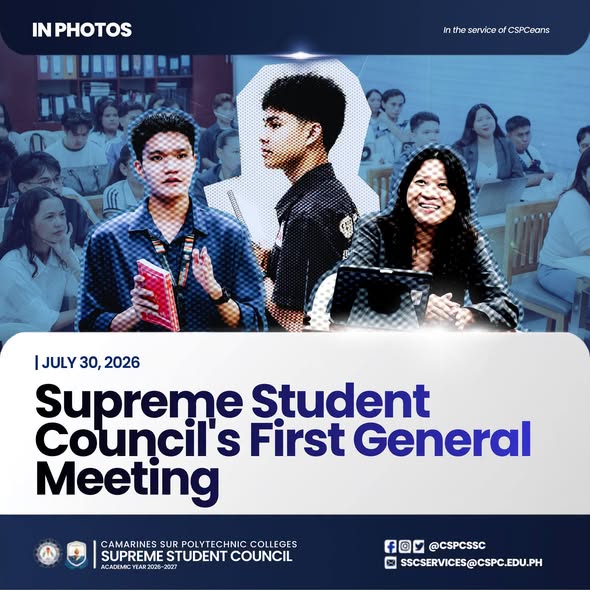 IN PHOTOS
In the service of CSPCeans
| JULY 30, 2026
Supreme Student
Council's First General
Meeting
CAMARINES SUR POLYTECHNIC COLLEGES
SUPREME STUDENT COUNCIL
ACADEMIC YEAR 2026-2027
@CSPCSSC
SSCSERVICES@CSPC.EDU.PH